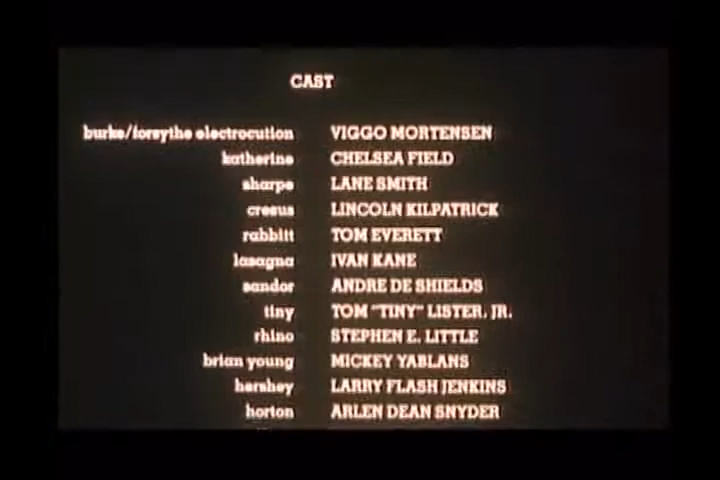 CAST
burke/forsythe electrocution VIGGO MORTENSEN
katherine CHELSEA FIELD
sharpe LANE SMITH
cresus LINCOLN KILPATRICK
rabbitt TOM EVERETT
lasagna IVAN KANE
sandor ANDRE DE SHIELDS
tiny TOM "TINY" LISTER, JR.
rhino STEPHEN E. LITTLE
brian young MICKEY YABLANS
hershey LARRY FLASH JENKINS
horton ARLEN DEAN SNYDER